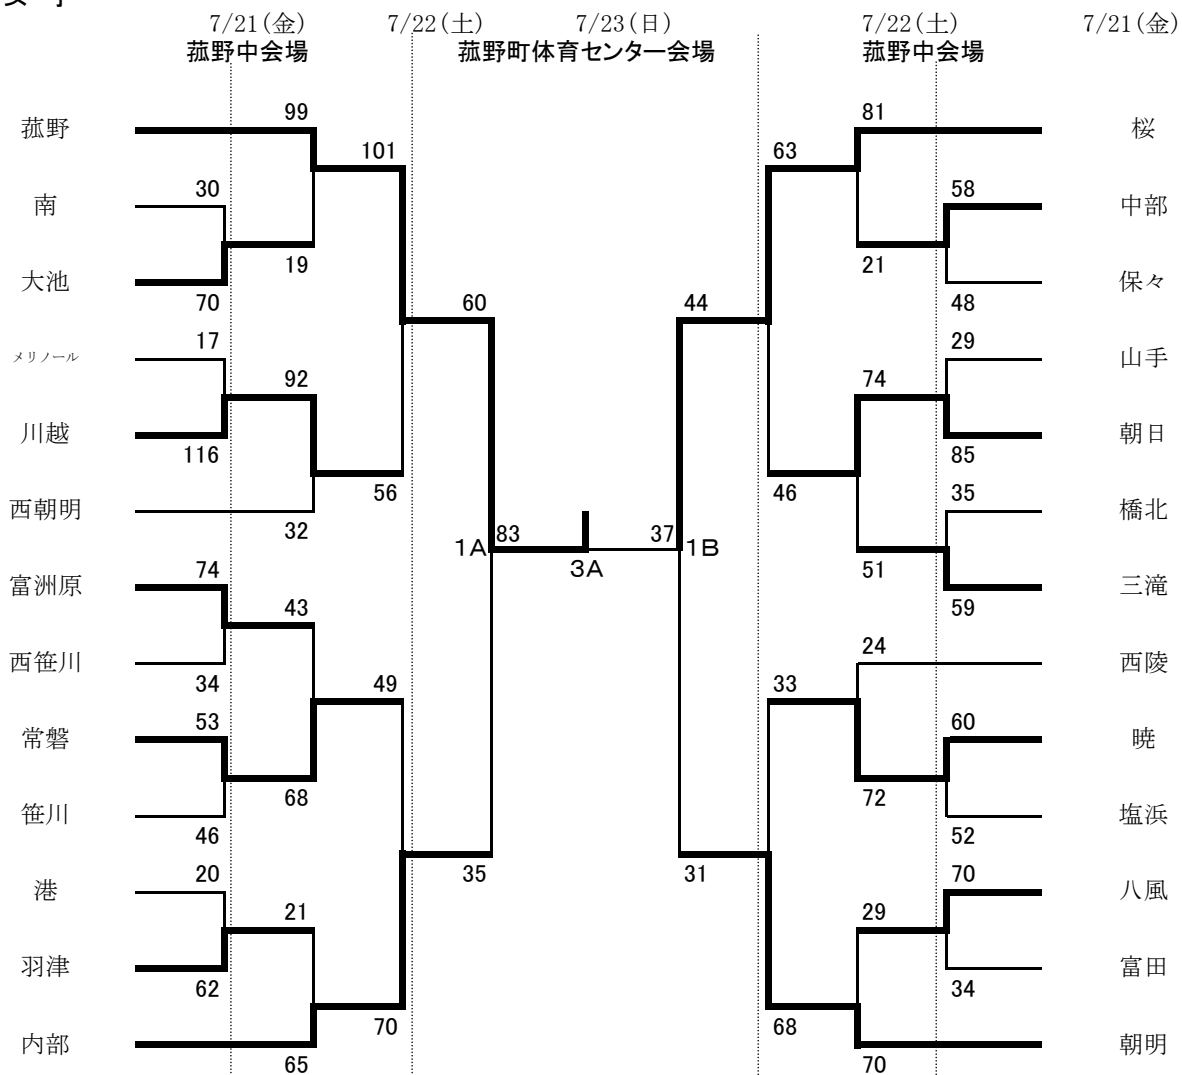 7/21(金) 7/22(土) 7/23(日) 7/22(土) 7/21(金)
菰野中会場 菰野町体育センター会場 菰野中会場
99 81
菰野 桜
101 63
30 58
南 中部
19 21
大池 保々
70 60 44 48
17 29
メリノール 山手
92 74
川越 朝日
116 85
56 46 35
西朝明 橋北
32 83 37
1A 1B
74 3A 51
富洲原 三滝
43 59
24
西笹川 西陵
34 49 33
53 60
常磐 暁
68 72
笹川 塩浜
46 52
20 35 31 70
港 八風
21 29
羽津 富田
62 34
70 68
内部 朝明
65 70